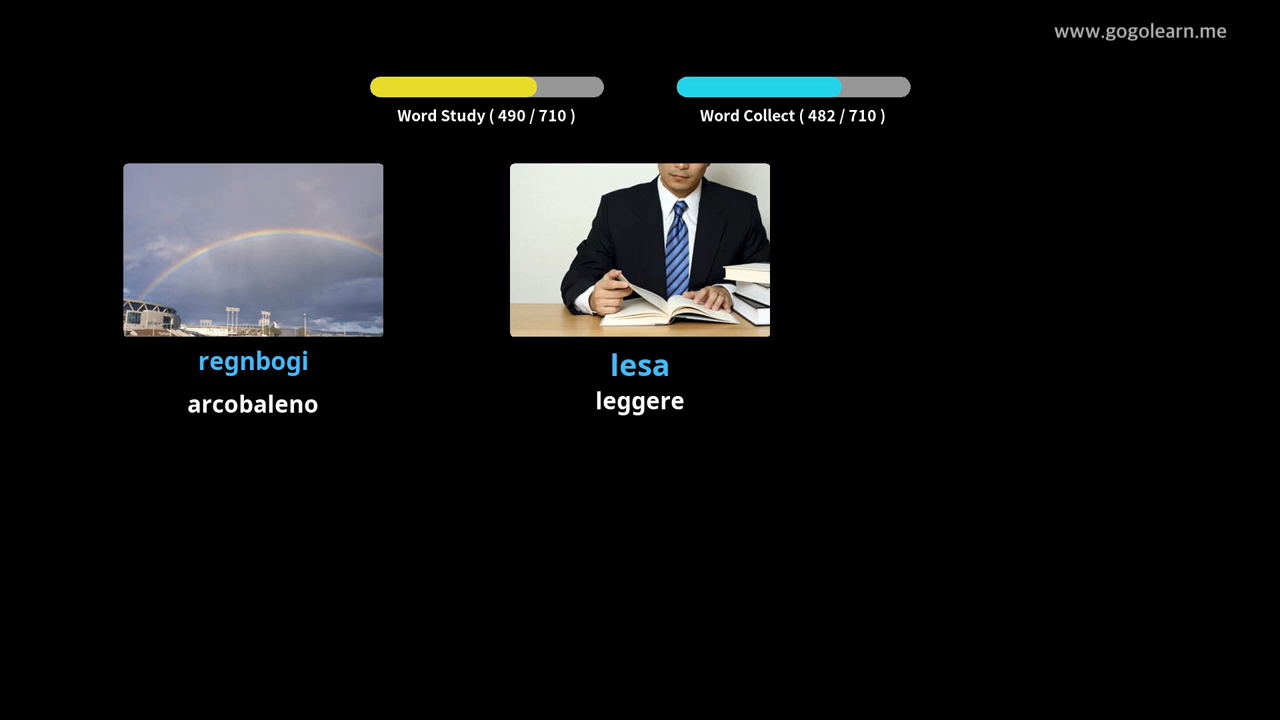 www.gogolearn.me
Word Study ( 490 / 710 )
Word Collect ( 482 / 710 )
regnbogi
arcobaleno
lesa
leggere